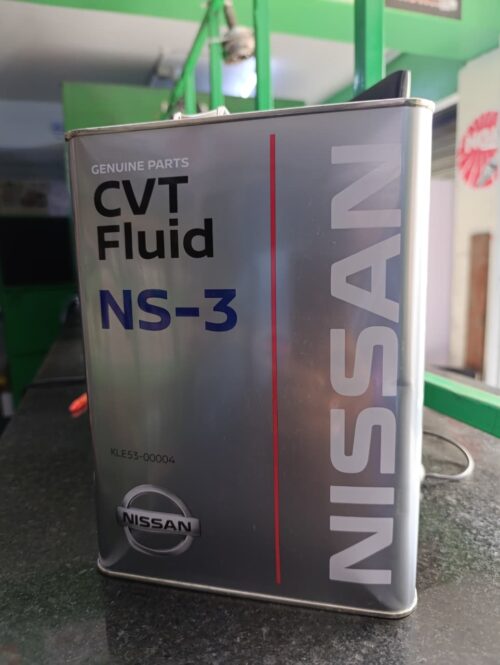 GENUINE PARTS
CVT
Fluid
NS-3
KLE53-00004
NISSAN
NISSAN